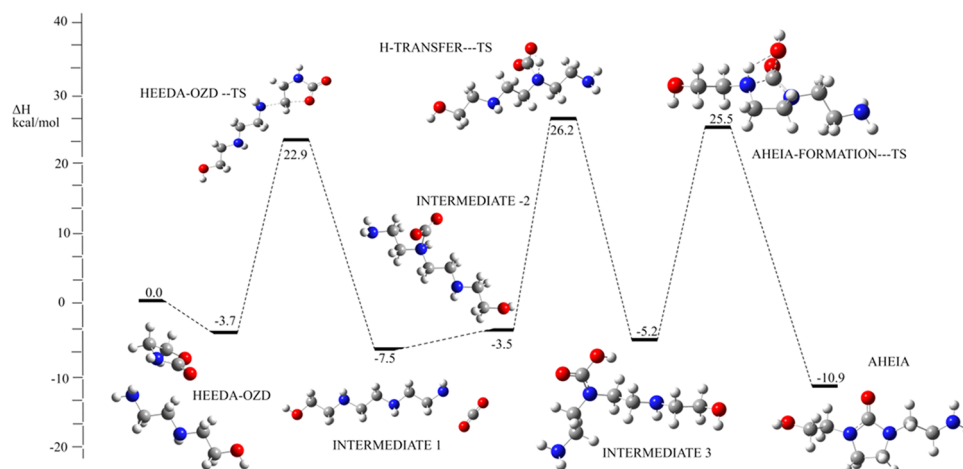 40
ΔH
kcal/mol
30
20
10
0
-10
-20
0.0
-3.7
HEEDA-OZD
HEEDA-OZD --TS
22.9
-7.5
INTERMEDIATE 1
INTERMEDIATE -2
-3.5
H-TRANSFER---TS
26.2
-5.2
INTERMEDIATE 3
25.5
AHEIA-FORMATION---TS
AHEIA
-10.9